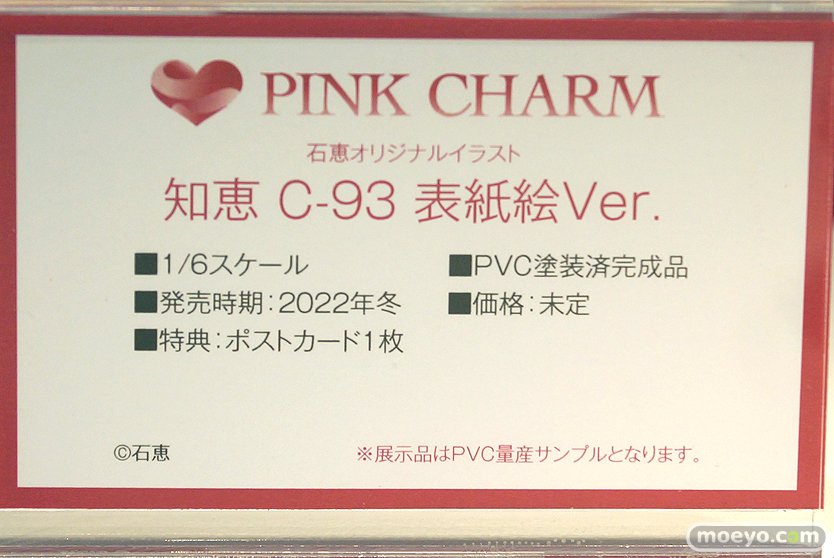 PINK CHARM
石恵オリジナルイラスト
知恵 C-93 表紙絵Ver.
■1/6スケール ■PVC塗装済完成品
■発売時期：2022年冬 ■価格：未定
■特典：ポストカード1枚
©石恵 ※展示品はPVC量産サンプルとなります。
moeyo.com